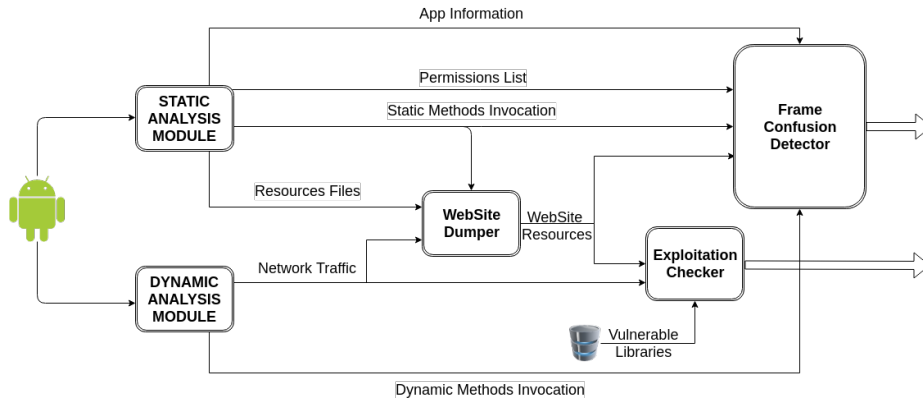 App Information
Permissions List
STATIC
ANALYSIS
MODULE
Static Methods Invocation
Frame
Confusion
Detector
Resources Files
WebSite
Dumper
WebSite
Resources
Network Traffic
Exploitation
Checker
DYNAMIC
ANALYSIS
MODULE
Vulnerable
Libraries
Dynamic Methods Invocation